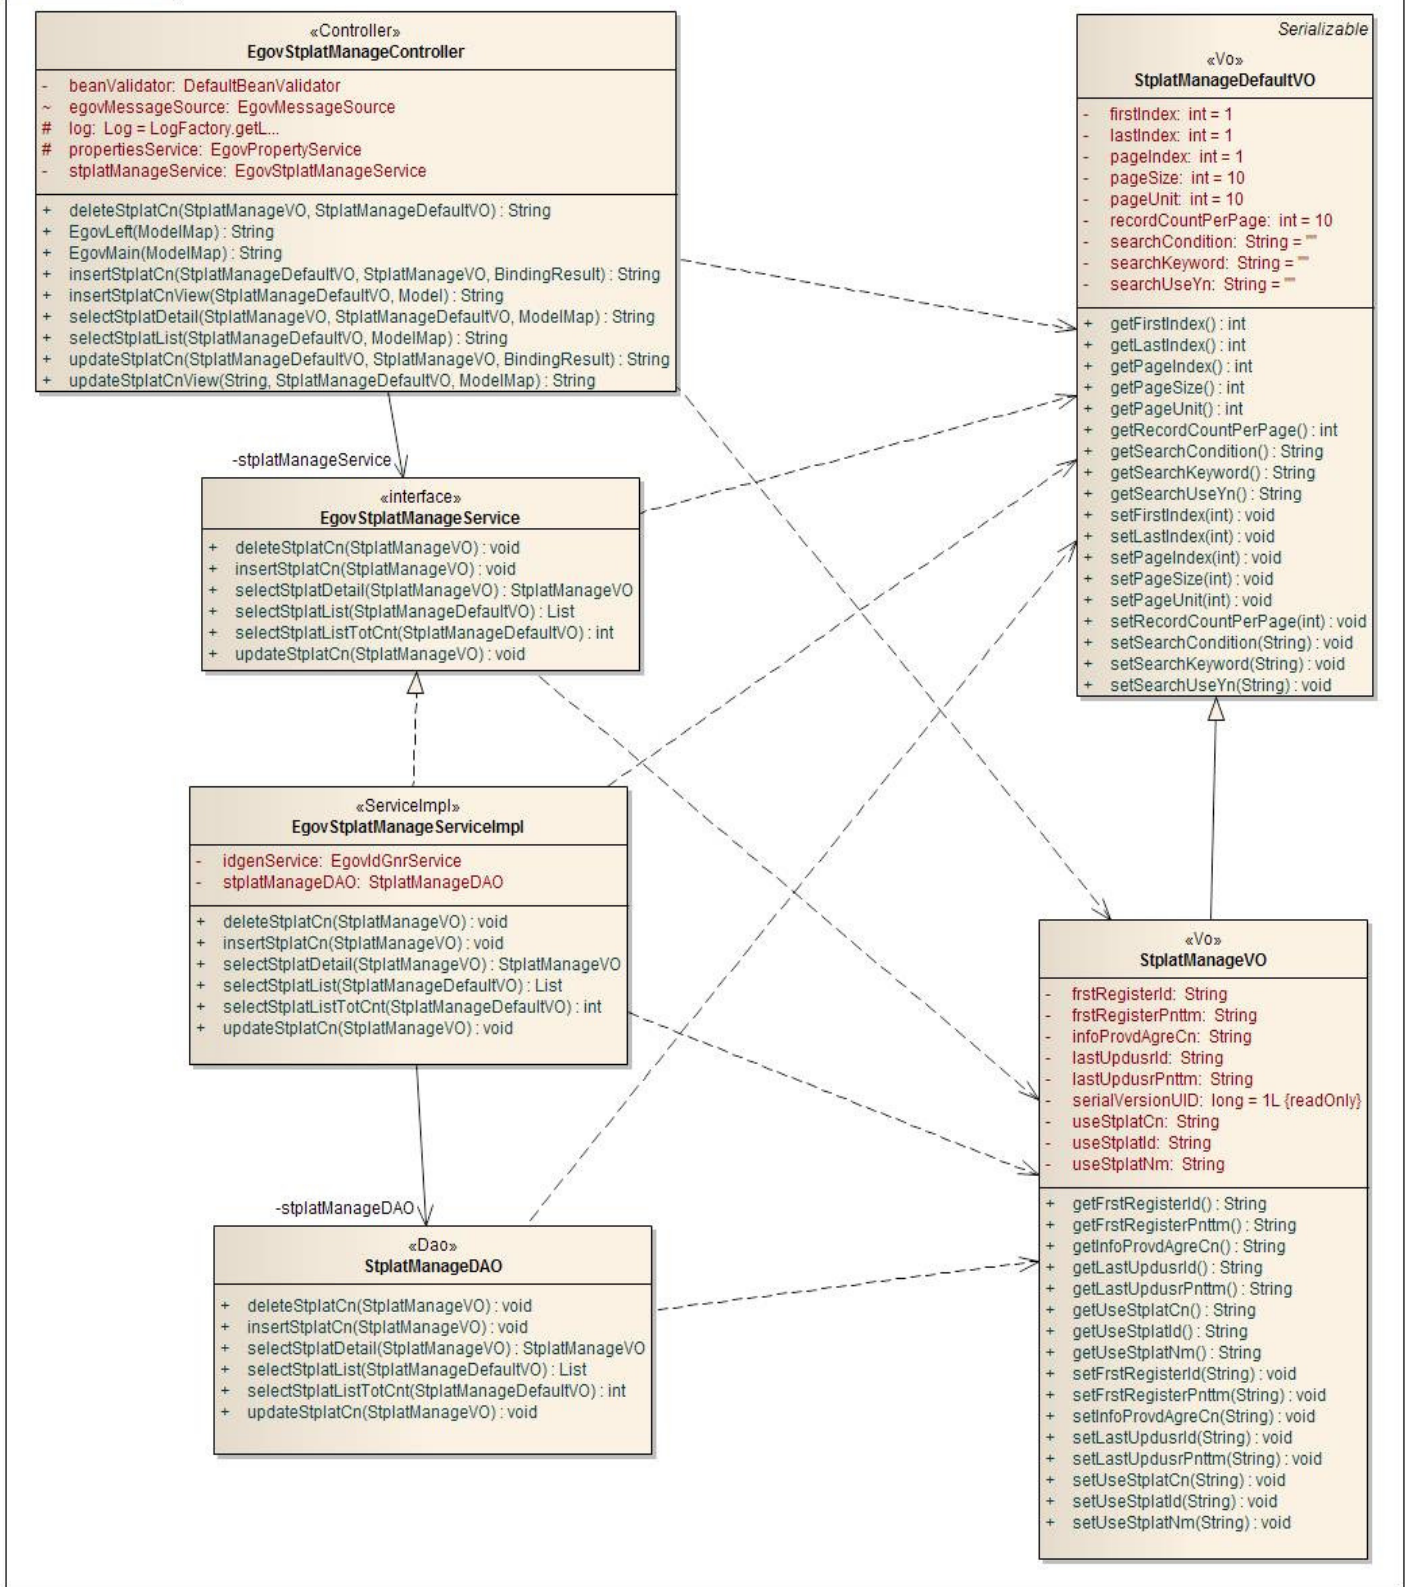 «Controller»
EgovStplatManageController
- beanValidator: DefaultBeanValidator
~ egovMessageSource: EgovMessageSource
# log: Log = LogFactory.getL...
# propertiesService: EgovPropertyService
- stplatManageService: EgovStplatManageService
+ deleteStplatCn(StplatManageVO, StplatManageDefaultVO) : String
+ EgovLeft(ModelMap) : String
+ EgovMain(ModelMap) : String
+ insertStplatCn(StplatManageDefaultVO, StplatManageVO, BindingResult) : String
+ insertStplatCnView(StplatManageDefaultVO, Model) : String
+ selectStplatDetail(StplatManageVO, StplatManageDefaultVO, ModelMap) : String
+ selectStplatList(StplatManageDefaultVO, ModelMap) : String
+ updateStplatCn(StplatManageDefaultVO, StplatManageVO, BindingResult) : String
+ updateStplatCnView(String, StplatManageDefaultVO, ModelMap) : String
Serializable
«Vo»
StplatManageDefaultVO
- firstIndex: int = 1
- lastIndex: int = 1
- pageIndex: int = 1
- pageSize: int = 10
- pageUnit: int = 10
- recordCountPerPage: int = 10
- searchCondition: String = ""
- searchKeyword: String = ""
- searchUseYn: String = ""
+ getFirstIndex() : int
+ getLastIndex() : int
+ getPageIndex() : int
+ getPageSize() : int
+ getPageUnit() : int
+ getRecordCountPerPage() : int
+ getSearchCondition() : String
+ getSearchKeyword() : String
+ getSearchUseYn() : String
+ setFirstIndex(int) : void
+ setLastIndex(int) : void
+ setPageIndex(int) : void
+ setPageSize(int) : void
+ setPageUnit(int) : void
+ setRecordCountPerPage(int) : void
+ setSearchCondition(String) : void
+ setSearchKeyword(String) : void
+ setSearchUseYn(String) : void
-stplatManageService
«interface»
EgovStplatManageService
+ deleteStplatCn(StplatManageVO) : void
+ insertStplatCn(StplatManageVO) : void
+ selectStplatDetail(StplatManageVO) : StplatManageVO
+ selectStplatList(StplatManageDefaultVO) : List
+ selectStplatListTotCnt(StplatManageDefaultVO) : int
+ updateStplatCn(StplatManageVO) : void
«ServiceImpl»
EgovStplatManageServiceImpl
- idgenService: EgovIdGnrService
- stplatManageDAO: StplatManageDAO
+ deleteStplatCn(StplatManageVO) : void
+ insertStplatCn(StplatManageVO) : void
+ selectStplatDetail(StplatManageVO) : StplatManageVO
+ selectStplatList(StplatManageDefaultVO) : List
+ selectStplatListTotCnt(StplatManageDefaultVO) : int
+ updateStplatCn(StplatManageVO) : void
-stplatManageDAO
«Dao»
StplatManageDAO
+ deleteStplatCn(StplatManageVO) : void
+ insertStplatCn(StplatManageVO) : void
+ selectStplatDetail(StplatManageVO) : StplatManageVO
+ selectStplatList(StplatManageDefaultVO) : List
+ selectStplatListTotCnt(StplatManageDefaultVO) : int
+ updateStplatCn(StplatManageVO) : void
«Vo»
StplatManageVO
- frstRegisterId: String
- frstRegisterPnttm: String
- infoProvdAgreCn: String
- lastUpdusrId: String
- lastUpdusrPnttm: String
- serialVersionUID: long = 1L {readOnly}
- useStplatCn: String
- useStplatId: String
- useStplatNm: String
+ getFrstRegisterId() : String
+ getFrstRegisterPnttm() : String
+ getInfoProvdAgreCn() : String
+ getLastUpdusrId() : String
+ getLastUpdusrPnttm() : String
+ getUseStplatCn() : String
+ getUseStplatId() : String
+ getUseStplatNm() : String
+ setFrstRegisterId(String) : void
+ setFrstRegisterPnttm(String) : void
+ setInfoProvdAgreCn(String) : void
+ setLastUpdusrId(String) : void
+ setLastUpdusrPnttm(String) : void
+ setUseStplatCn(String) : void
+ setUseStplatId(String) : void
+ setUseStplatNm(String) : void